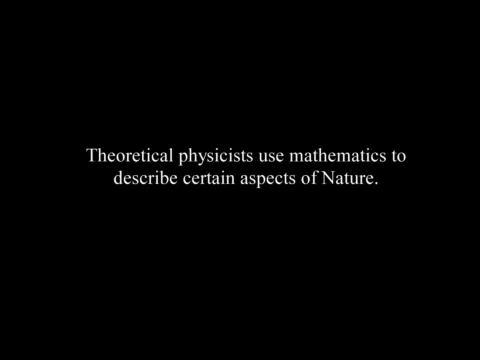 Theoretical physicists use mathematics to
describe certain aspects of Nature.